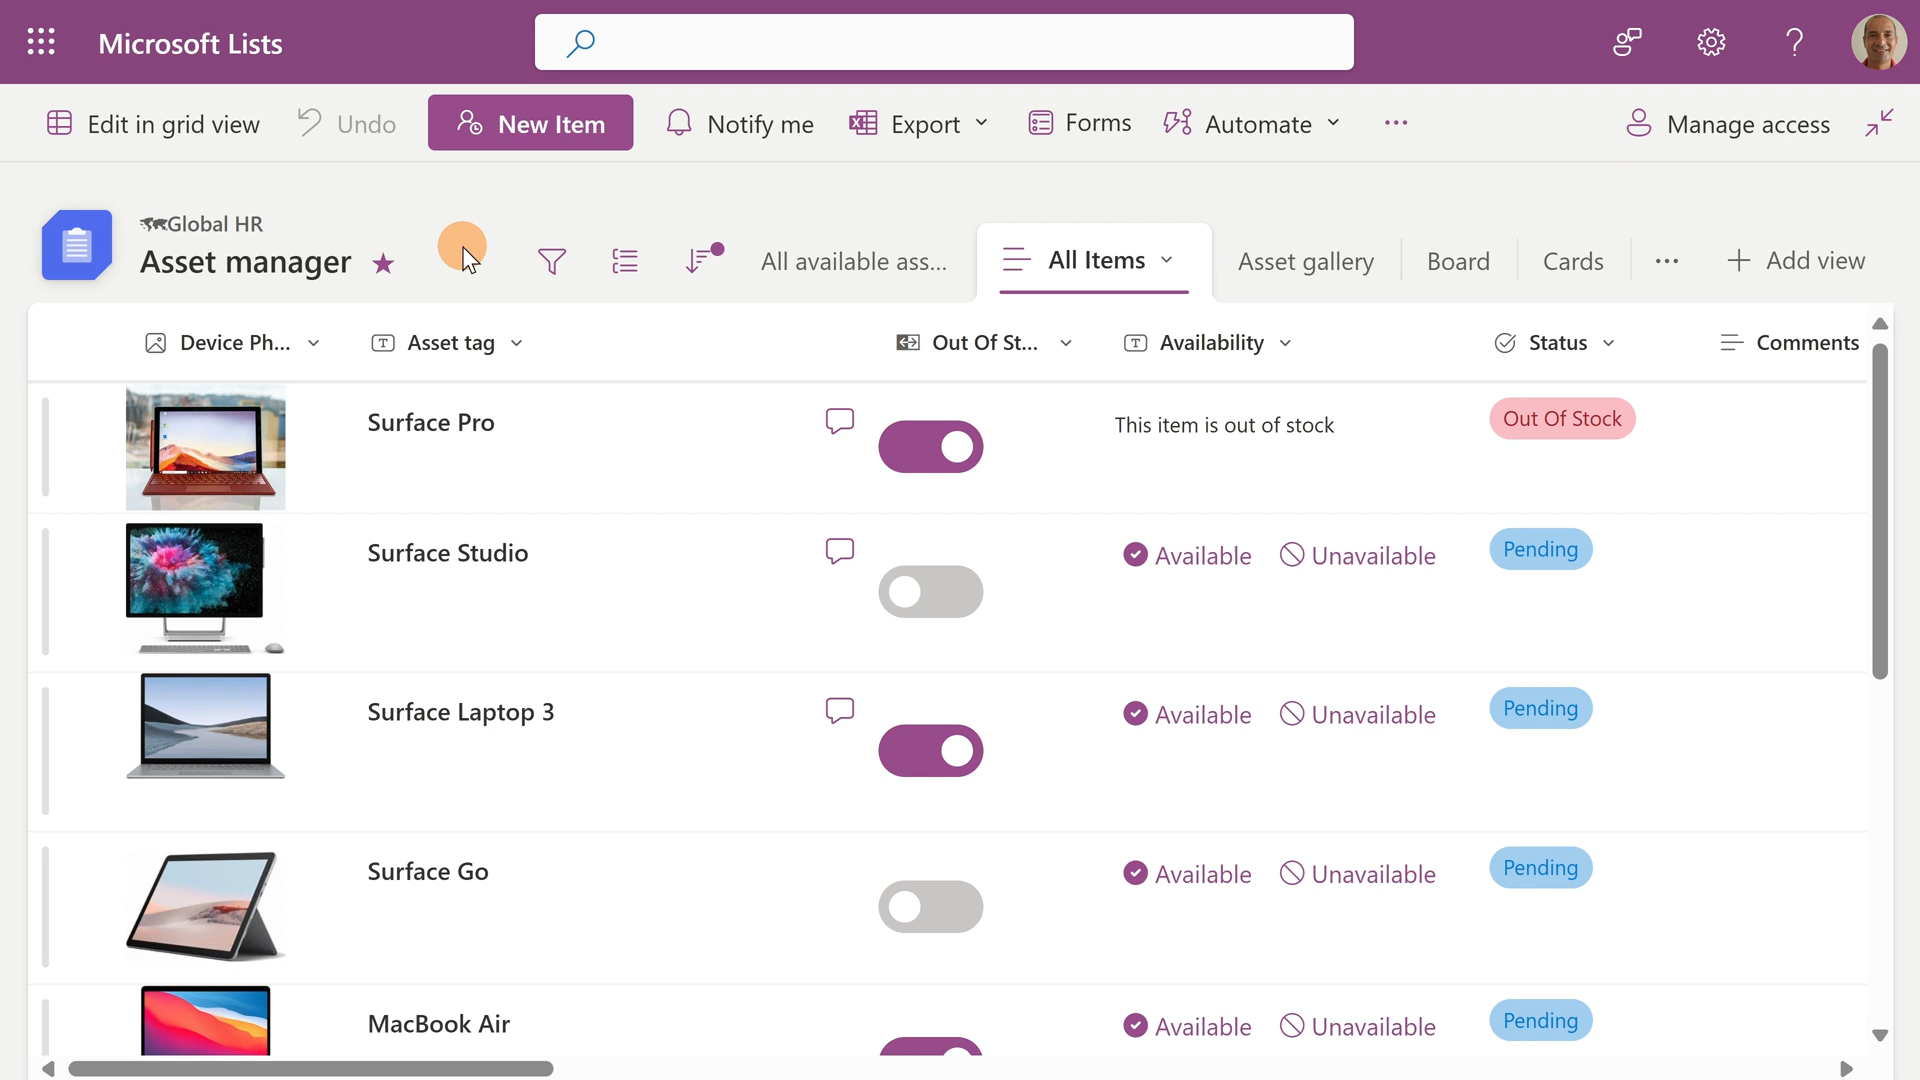 Microsoft Lists
Edit in grid view Undo New Item Notify me Export Forms Automate ··· Manage access
Global HR
Asset manager
All available ass... All Items Asset gallery Board Cards ··· + Add view
Device Ph... Asset tag Out Of St... Availability Status Comments
Surface Pro This item is out of stock Out Of Stock
Surface Studio Available Unavailable Pending
Surface Laptop 3 Available Unavailable Pending
Surface Go Available Unavailable Pending
MacBook Air Available Unavailable Pending